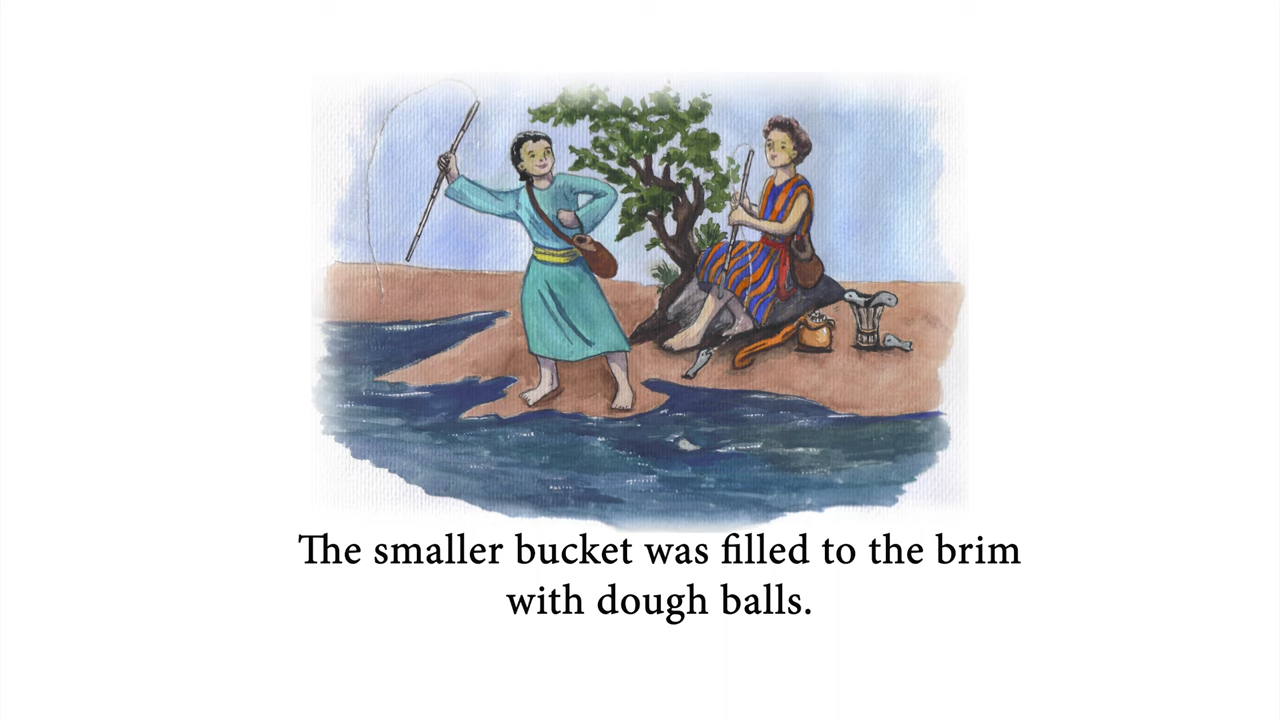 The smaller bucket was filled to the brim
with dough balls.